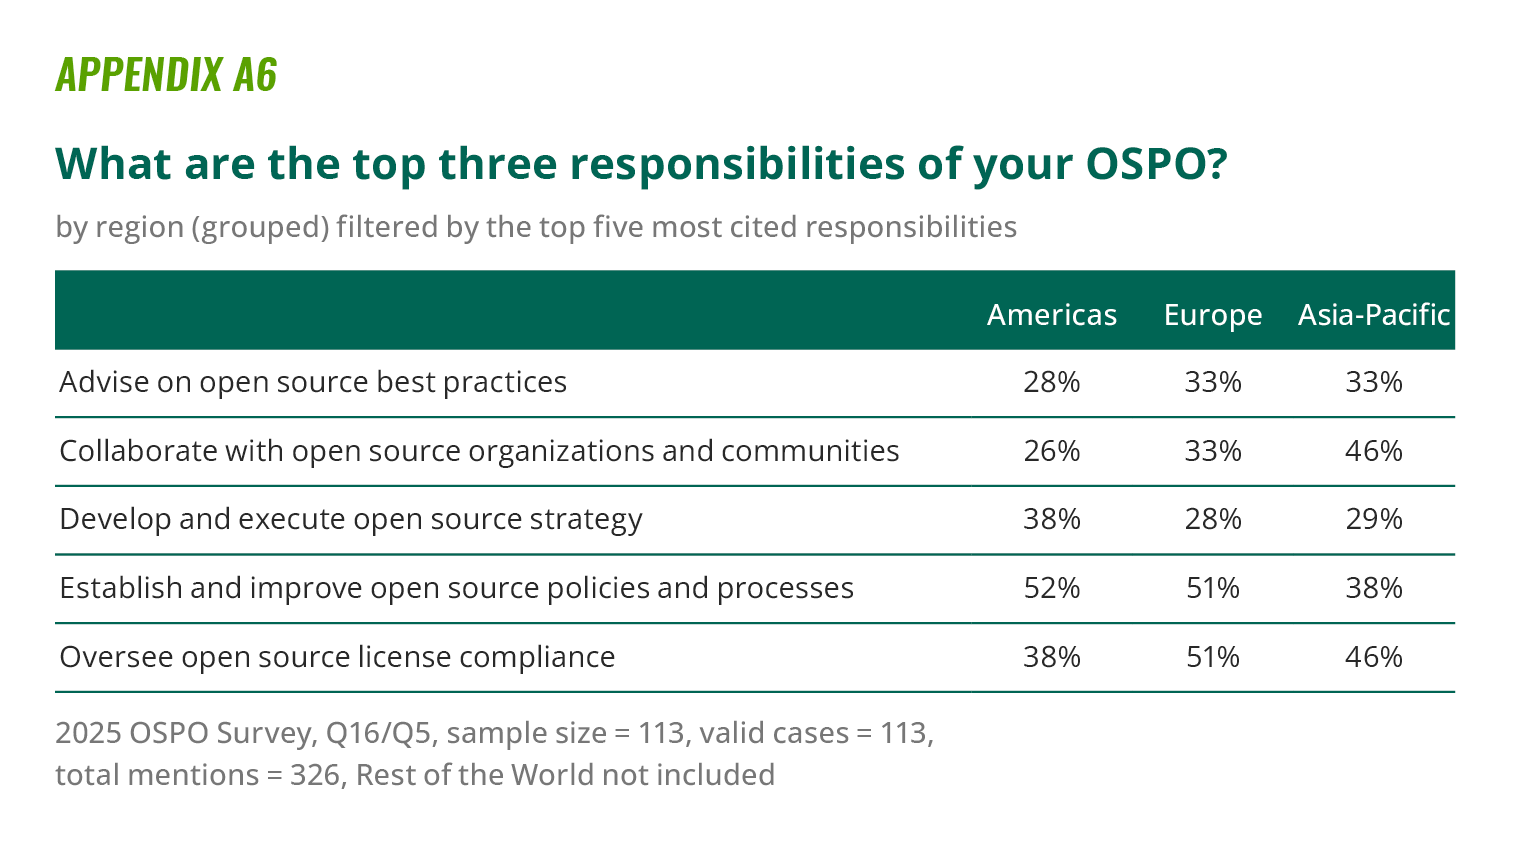 APPENDIX A6
What are the top three responsibilities of your OSPO?
by region (grouped) filtered by the top five most cited responsibilities
Americas Europe Asia-Pacific
Advise on open source best practices 28% 33% 33%
Collaborate with open source organizations and communities 26% 33% 46%
Develop and execute open source strategy 38% 28% 29%
Establish and improve open source policies and processes 52% 51% 38%
Oversee open source license compliance 38% 51% 46%
2025 OSPO Survey, Q16/Q5, sample size = 113, valid cases = 113,
total mentions = 326, Rest of the World not included